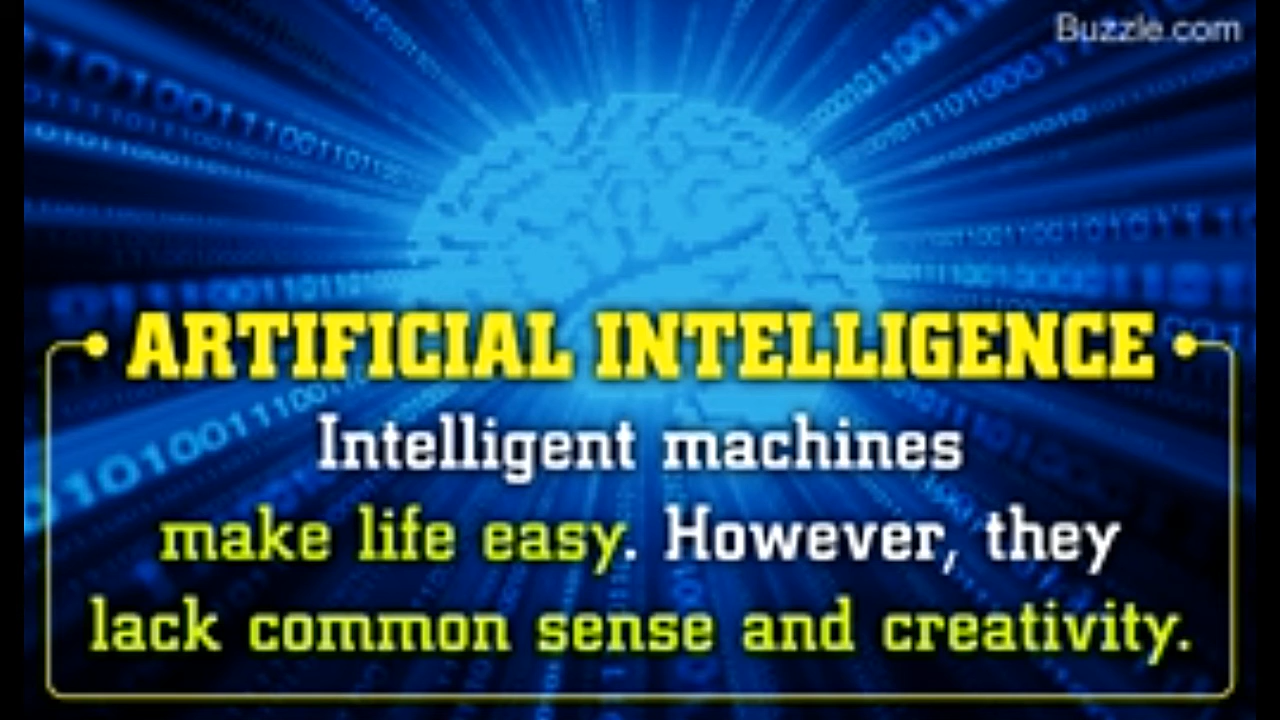 Buzzle.com
ARTIFICIAL INTELLIGENCE
Intelligent machines
make life easy. However, they
lack common sense and creativity.